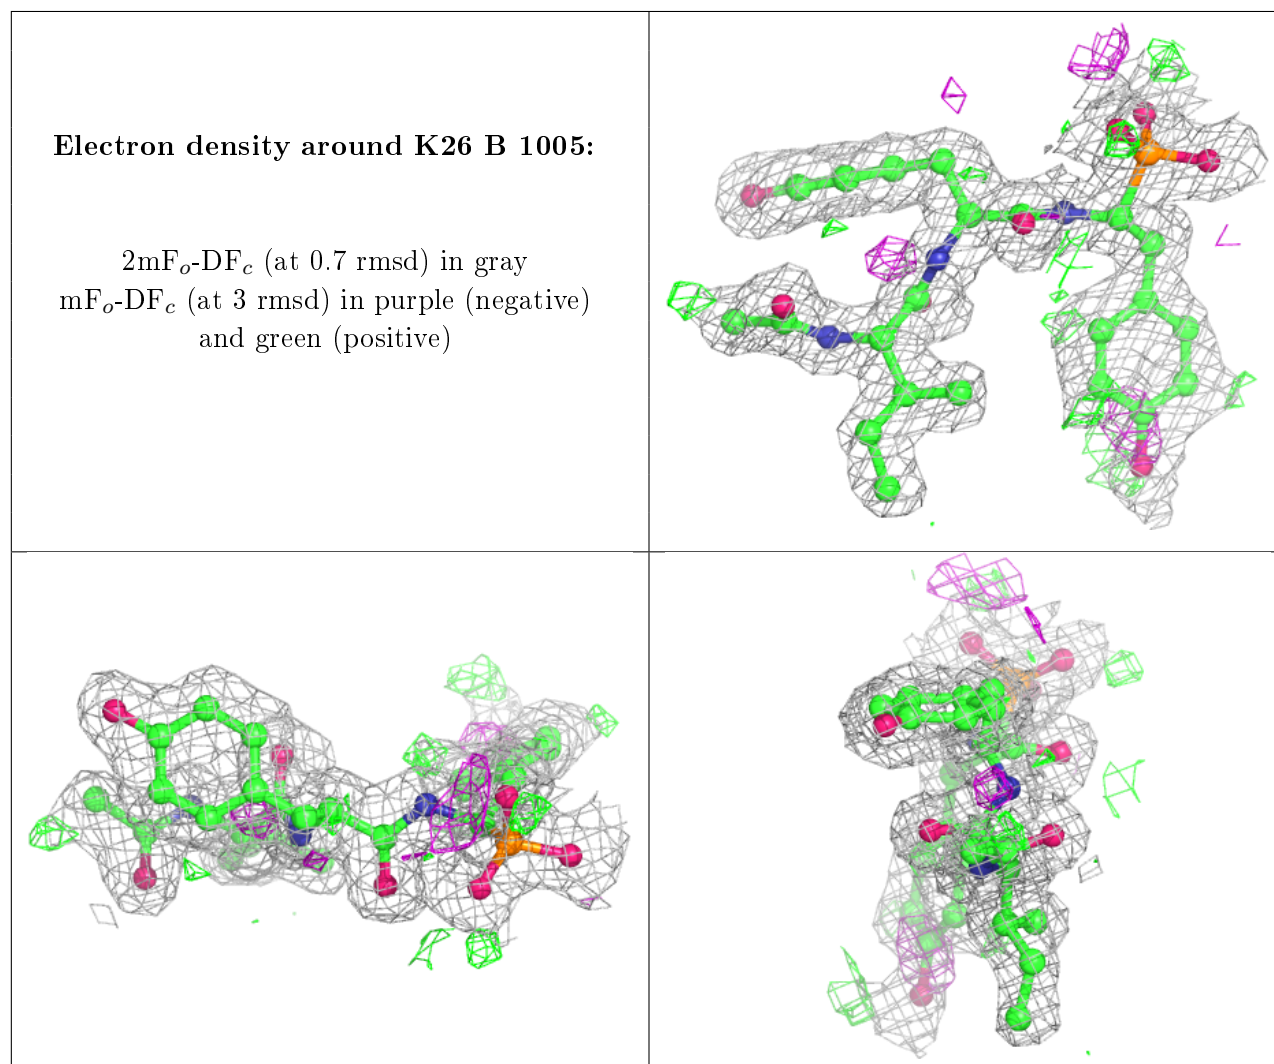 Electron density around K26 B 1005:
2mFₒ-DF𝒸 (at 0.7 rmsd) in gray
mFₒ-DF𝒸 (at 3 rmsd) in purple (negative)
and green (positive)